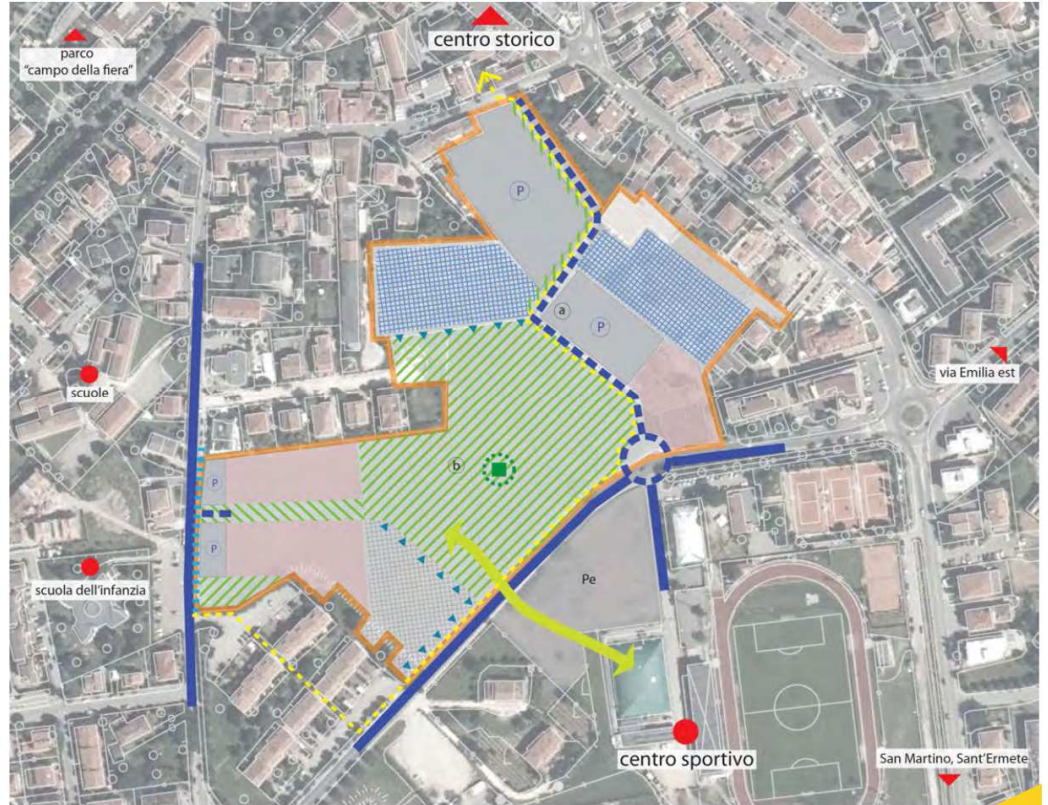 centro storico
parco
"campo della fiera"
P
a
P
via Emilia est
scuole
b
P
P
scuola dell'infanzia
Pe
centro sportivo
San Martino, Sant'Ermete